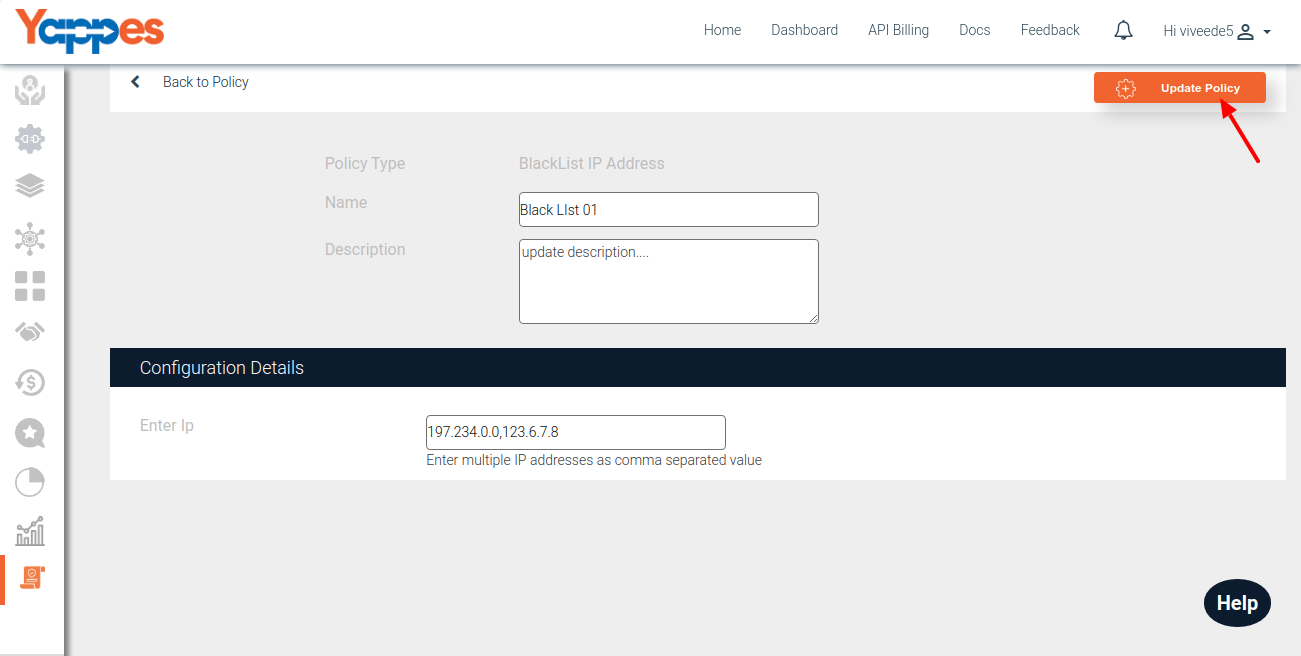 Yappes
Home Dashboard API Billing Docs Feedback Hi viveede5
Back to Policy
Update Policy
Policy Type BlackList IP Address
Name Black LIst 01
Description update description....
Configuration Details
Enter Ip 197.234.0.0,123.6.7.8
Enter multiple IP addresses as comma separated value
Help